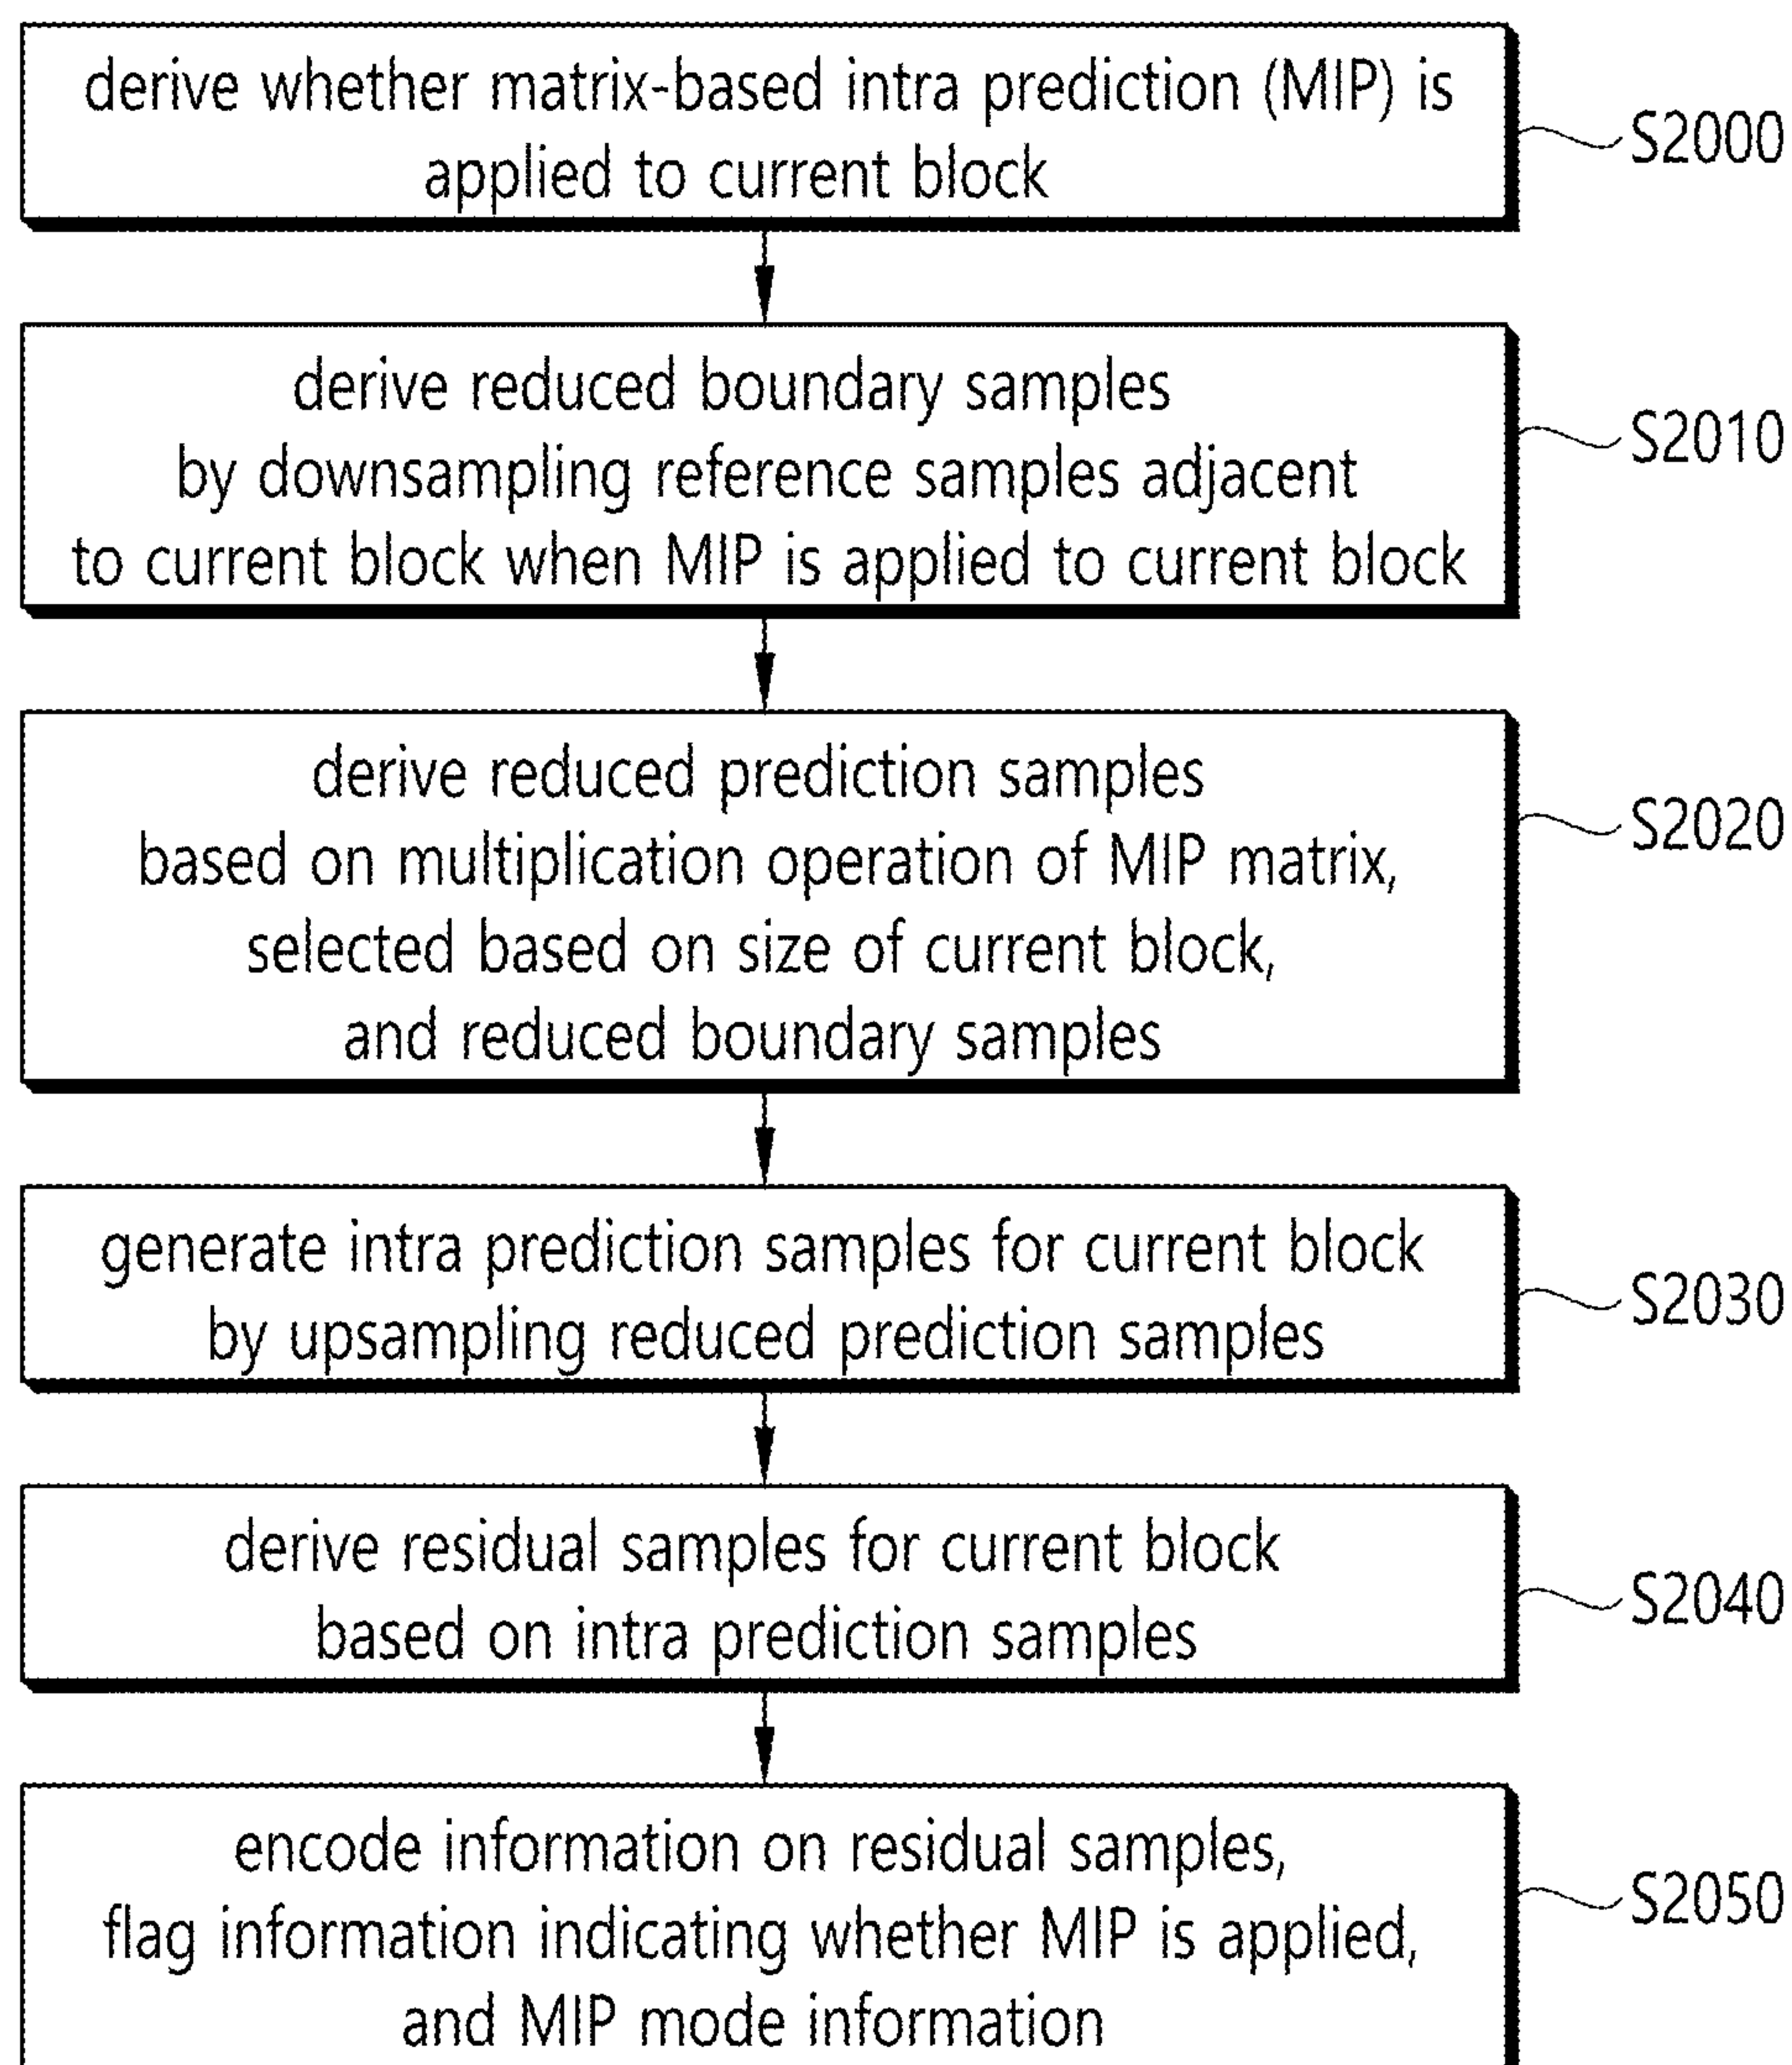 derive whether matrix-based intra prediction (MIP) is
applied to current block
S2000
derive reduced boundary samples
by downsampling reference samples adjacent
to current block when MIP is applied to current block
S2010
derive reduced prediction samples
based on multiplication operation of MIP matrix,
selected based on size of current block,
and reduced boundary samples
S2020
generate intra prediction samples for current block
by upsampling reduced prediction samples
S2030
derive residual samples for current block
based on intra prediction samples
S2040
encode information on residual samples,
flag information indicating whether MIP is applied,
and MIP mode information
S2050